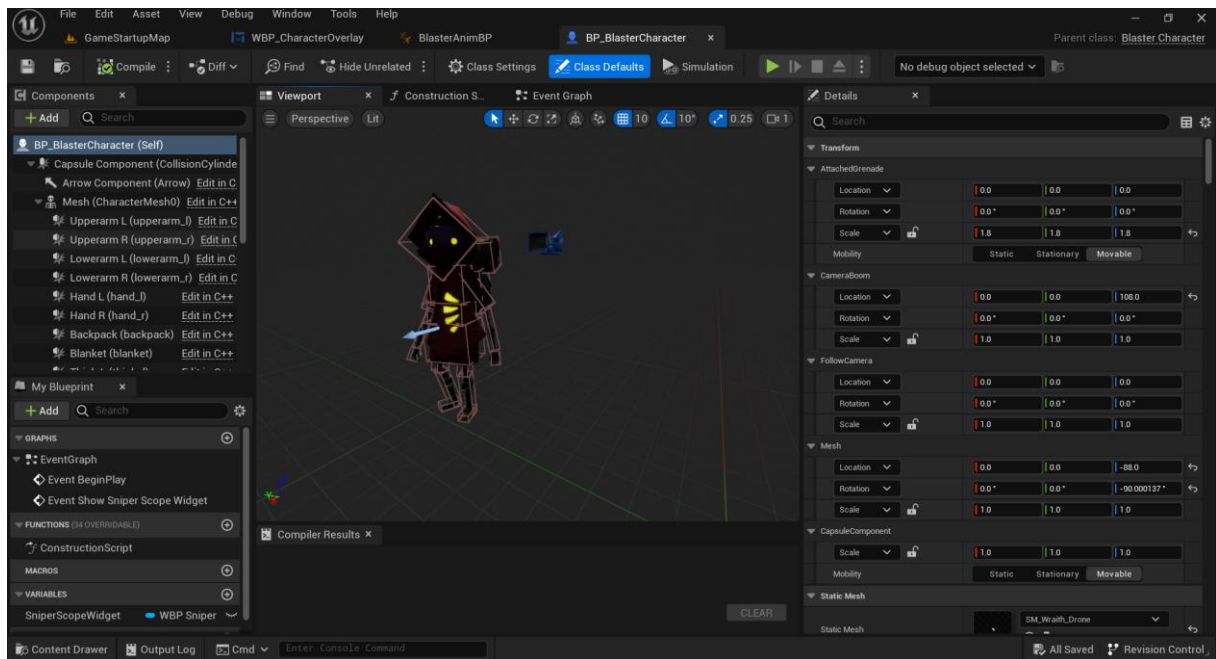 File Edit Asset View Debug Window Tools Help
GameStartupMap WBP_CharacterOverlay BlasterAnimBP BP_BlasterCharacter × Parent class: Blaster Character
Compile Diff Find Hide Unrelated Class Settings Class Defaults Simulation No debug object selected
Components ×
+ Add Search
BP_BlasterCharacter (Self)
Capsule Component (CollisionCylinde
Arrow Component (Arrow) Edit in C
Mesh (CharacterMesh0) Edit in C++
Upperarm L (upperarm_l) Edit in C
Upperarm R (upperarm_r) Edit in C
Lowerarm L (lowerarm_l) Edit in C
Lowerarm R (lowerarm_r) Edit in C
Hand L (hand_l) Edit in C++
Hand R (hand_r) Edit in C++
Backpack (backpack) Edit in C++
Blanket (blanket) Edit in C++
My Blueprint ×
+ Add Search
GRAPHS
EventGraph
Event BeginPlay
Event Show Sniper Scope Widget
FUNCTIONS (34 OVERRIDABLE)
ConstructionScript
MACROS
VARIABLES
SniperScopeWidget WBP Sniper
Viewport × Construction S... Event Graph
Perspective Lit 10 10° 0.25 1
Compiler Results ×
CLEAR
Details ×
Search
Transform
AttachedGrenade
Location 0.0 0.0 0.0
Rotation 0.0° 0.0° 0.0°
Scale 1.8 1.8 1.8
Mobility Static Stationary Movable
CameraBoom
Location 0.0 0.0 108.0
Rotation 0.0° 0.0° 0.0°
Scale 1.0 1.0 1.0
FollowCamera
Location 0.0 0.0 0.0
Rotation 0.0° 0.0° 0.0°
Scale 1.0 1.0 1.0
Mesh
Location 0.0 0.0 -88.0
Rotation 0.0° 0.0° -90.000137°
Scale 1.0 1.0 1.0
CapsuleComponent
Scale 1.0 1.0 1.0
Mobility Static Stationary Movable
Static Mesh
Static Mesh SM_Wraith_Drone
Content Drawer Output Log Cmd Enter Console Command All Saved Revision Control